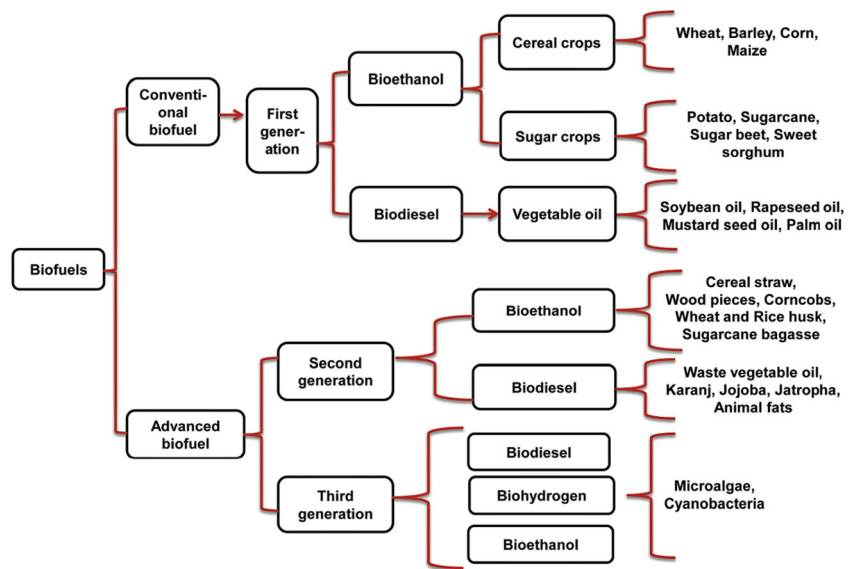 Biofuels
Conventi-
onal
biofuel
First
gener-
ation
Bioethanol
Cereal crops
Wheat, Barley, Corn,
Maize
Sugar crops
Potato, Sugarcane,
Sugar beet, Sweet
sorghum
Biodiesel
Vegetable oil
Soybean oil, Rapeseed oil,
Mustard seed oil, Palm oil
Advanced
biofuel
Second
generation
Bioethanol
Cereal straw,
Wood pieces, Corncobs,
Wheat and Rice husk,
Sugarcane bagasse
Biodiesel
Waste vegetable oil,
Karanj, Jojoba, Jatropha,
Animal fats
Third
generation
Biodiesel
Biohydrogen
Bioethanol
Microalgae,
Cyanobacteria